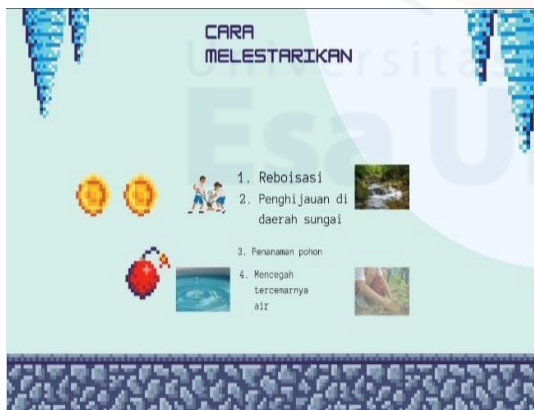 CARA
MELESTARIKAN
Universitas
Esa U
1. Reboisasi
2. Penghijauan di
daerah sungai
3. Penanaman pohon
4. Mencegah
tercemarnya
air